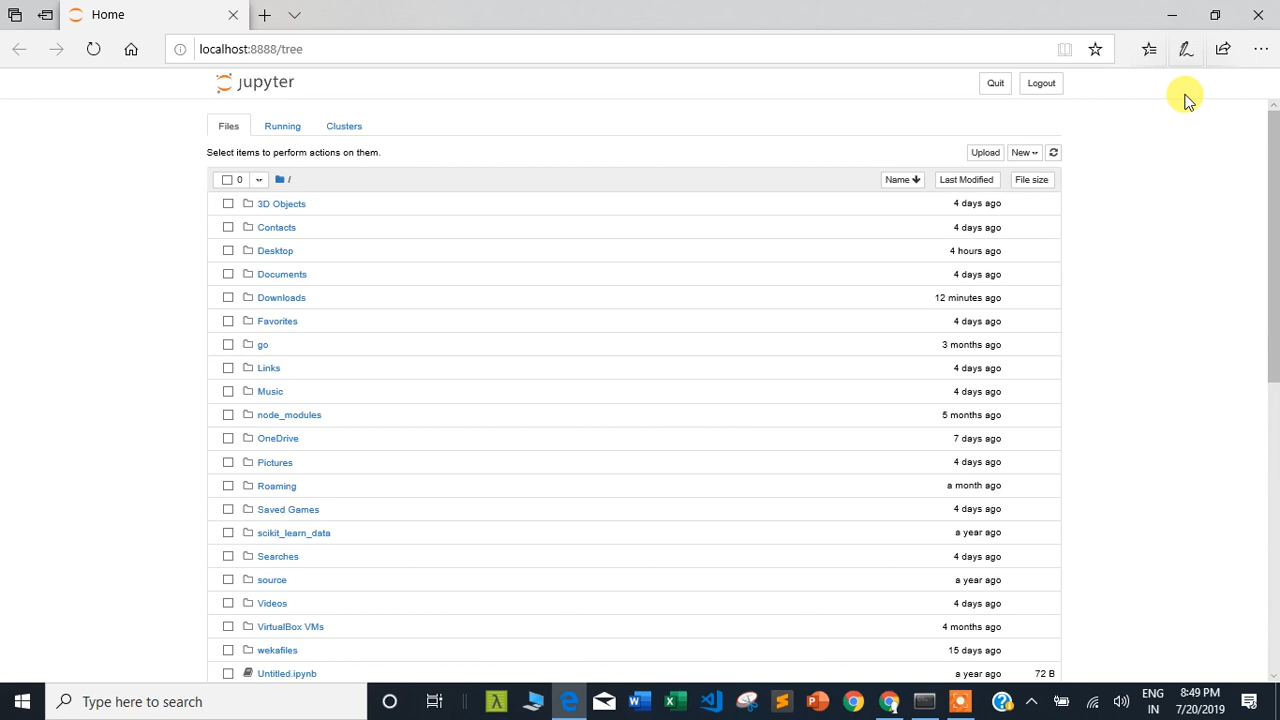 Home
localhost:8888/tree
jupyter
Quit
Logout
Files
Running
Clusters
Select items to perform actions on them.
Upload
New
0
/
Name
Last Modified
File size
3D Objects
4 days ago
Contacts
4 days ago
Desktop
4 hours ago
Documents
4 days ago
Downloads
12 minutes ago
Favorites
4 days ago
go
3 months ago
Links
4 days ago
Music
4 days ago
node_modules
5 months ago
OneDrive
7 days ago
Pictures
4 days ago
Roaming
a month ago
Saved Games
4 days ago
scikit_learn_data
a year ago
Searches
4 days ago
source
a year ago
Videos
4 days ago
VirtualBox VMs
4 months ago
wekafiles
15 days ago
Untitled.ipynb
a year ago
72 B
Type here to search
ENG
IN
8:49 PM
7/20/2019